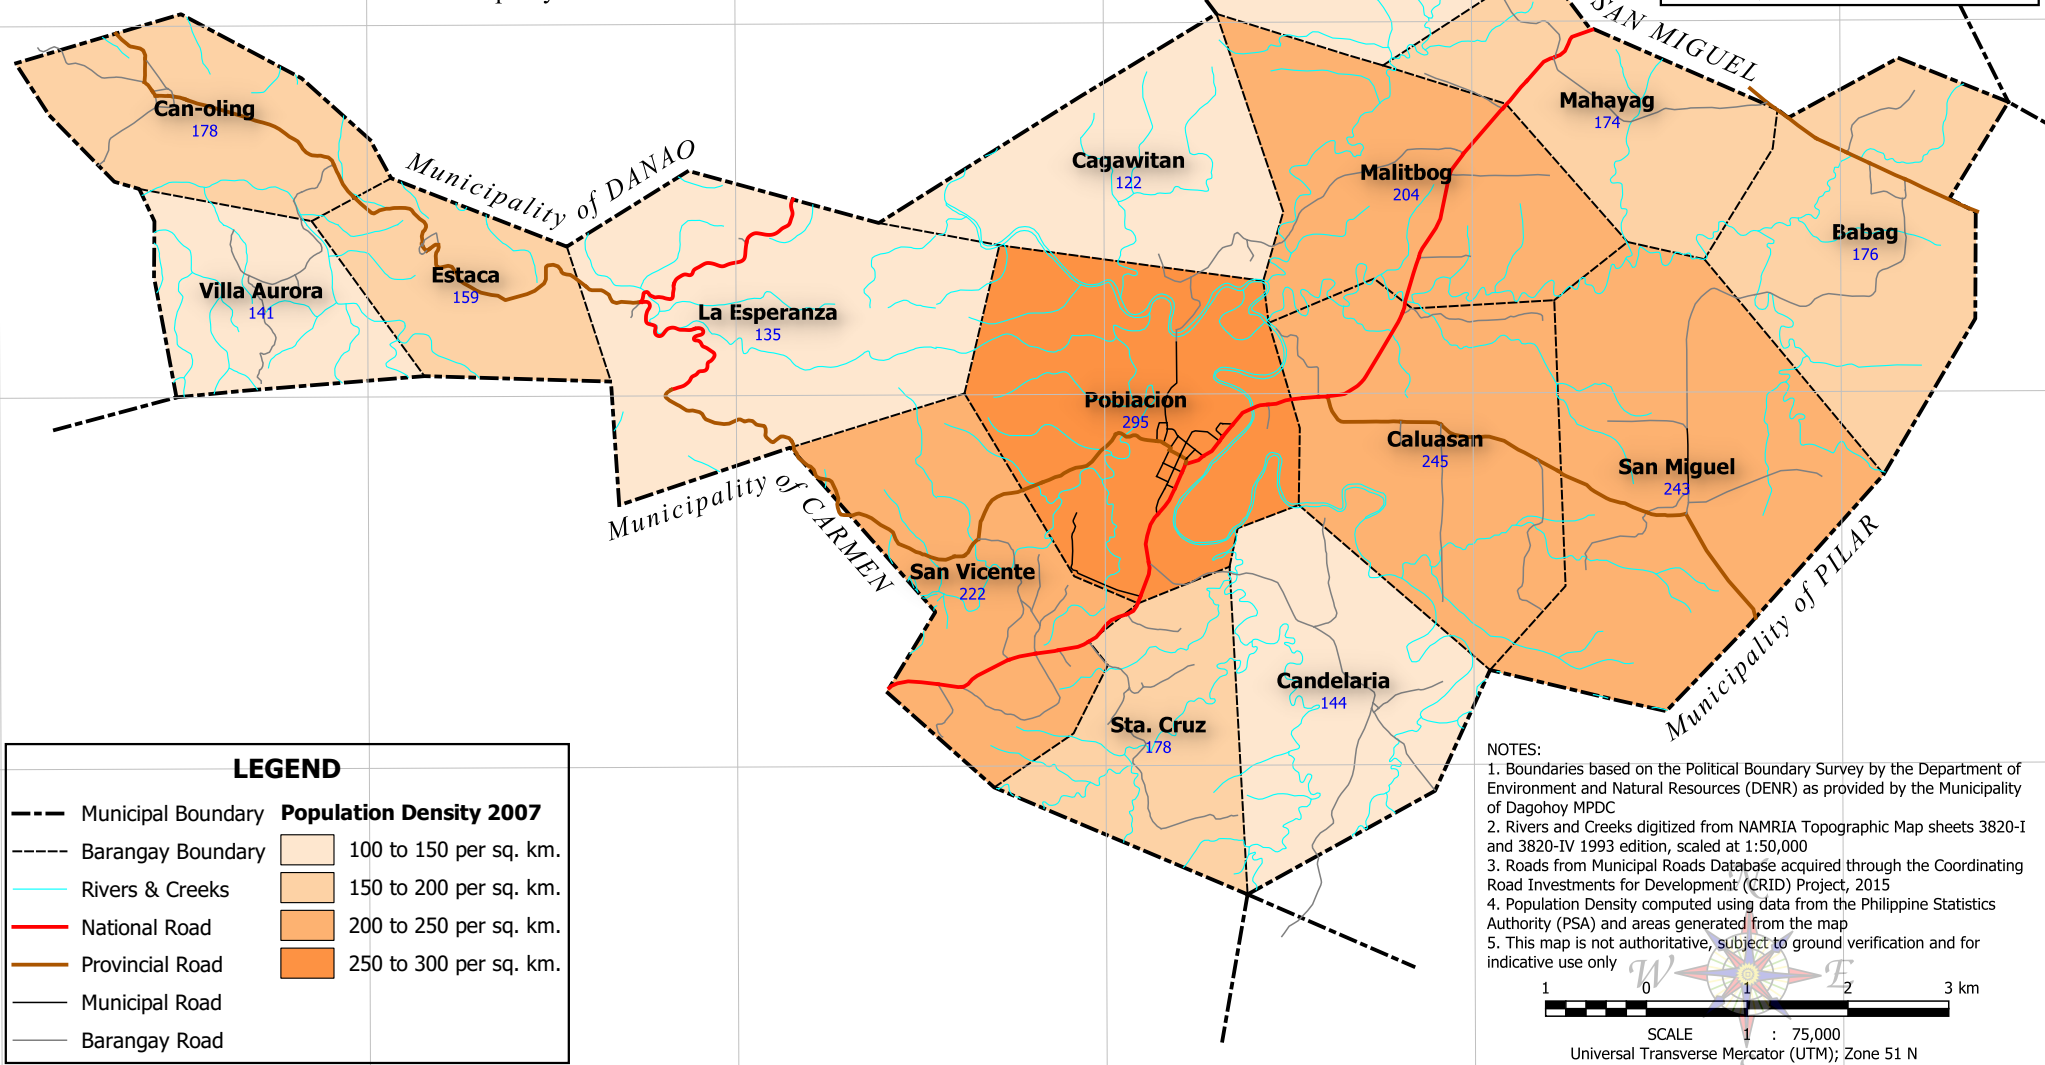 SAN MIGUEL
Can-oling
178
Mahayag
174
Municipality of DANAO
Cagawitan
122
Malitbog
204
Babag
176
Estaca
159
Villa Aurora
141
La Esperanza
135
Poblacion
295
Caluasan
245
San Miguel
243
Municipality of CARMEN
San Vicente
222
Municipality of PILAR
Candelaria
144
Sta. Cruz
178
LEGEND
Municipal Boundary
Barangay Boundary
Rivers & Creeks
National Road
Provincial Road
Municipal Road
Barangay Road
Population Density 2007
100 to 150 per sq. km.
150 to 200 per sq. km.
200 to 250 per sq. km.
250 to 300 per sq. km.
NOTES:
1. Boundaries based on the Political Boundary Survey by the Department of
Environment and Natural Resources (DENR) as provided by the Municipality
of Dagohoy MPDC
2. Rivers and Creeks digitized from NAMRIA Topographic Map sheets 3820-I
and 3820-IV 1993 edition, scaled at 1:50,000
3. Roads from Municipal Roads Database acquired through the Coordinating
Road Investments for Development (CRID) Project, 2015
4. Population Density computed using data from the Philippine Statistics
Authority (PSA) and areas generated from the map
5. This map is not authoritative, subject to ground verification and for
indicative use only
N
W E
1 0 1 2 3 km
SCALE 1 : 75,000
Universal Transverse Mercator (UTM); Zone 51 N